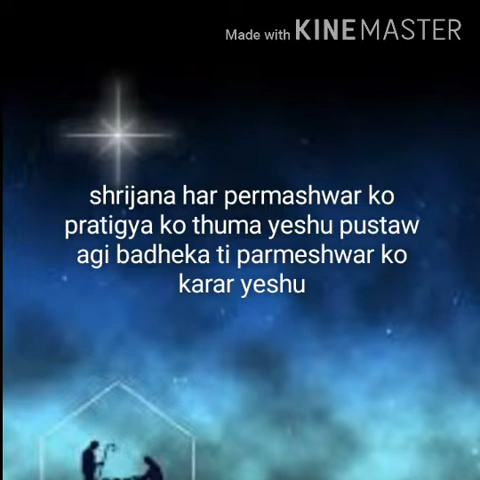 Made with KINEMASTER
shrijana har permashwar ko
pratigya ko thuma yeshu pustaw
agi badheka ti parmeshwar ko
karar yeshu